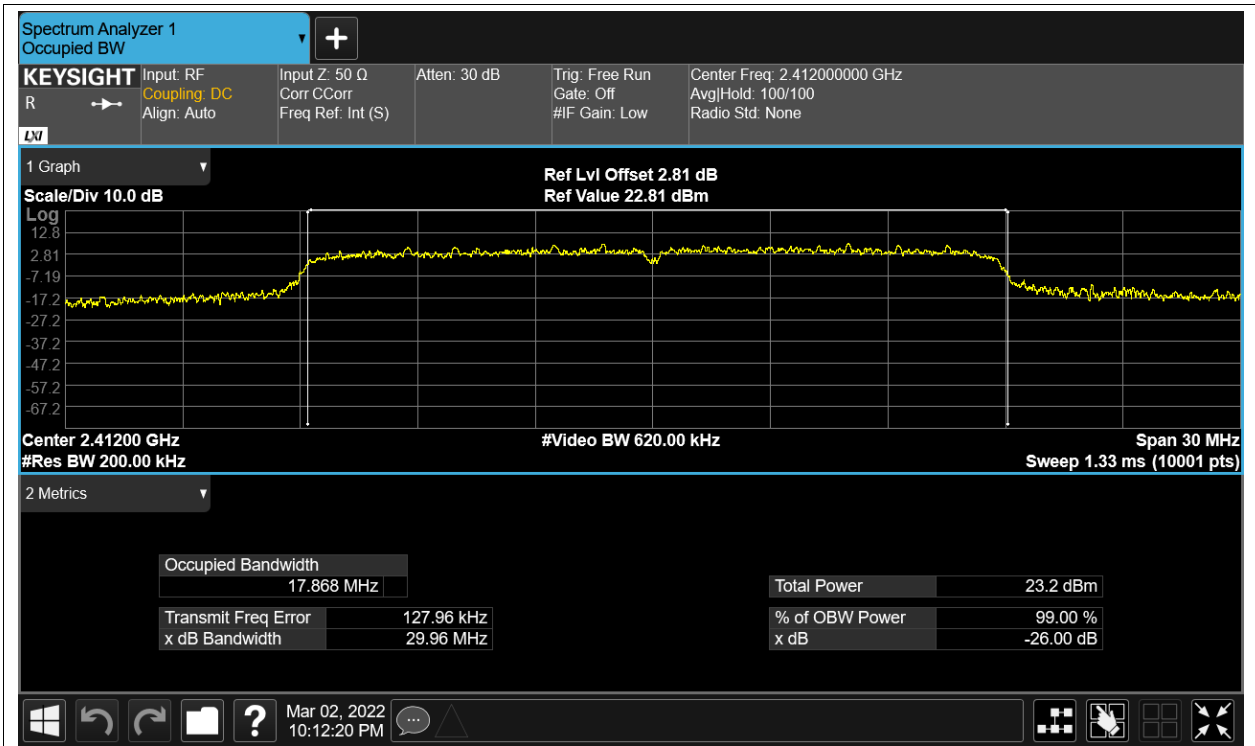 Spectrum Analyzer 1
Occupied BW
+
KEYSIGHT
R
LXI
Input: RF
Coupling: DC
Align: Auto
Input Z: 50 Ω
Corr CCorr
Freq Ref: Int (S)
Atten: 30 dB
Trig: Free Run
Gate: Off
#IF Gain: Low
Center Freq: 2.412000000 GHz
Avg|Hold: 100/100
Radio Std: None
1 Graph
Scale/Div 10.0 dB
Ref Lvl Offset 2.81 dB
Ref Value 22.81 dBm
Log
12.8
2.81
-7.19
-17.2
-27.2
-37.2
-47.2
-57.2
-67.2
Center 2.41200 GHz
#Res BW 200.00 kHz
#Video BW 620.00 kHz
Span 30 MHz
Sweep 1.33 ms (10001 pts)
2 Metrics
Occupied Bandwidth
17.868 MHz
Transmit Freq Error 127.96 kHz
x dB Bandwidth 29.96 MHz
Total Power 23.2 dBm
% of OBW Power 99.00 %
x dB -26.00 dB
?
Mar 02, 2022
10:12:20 PM